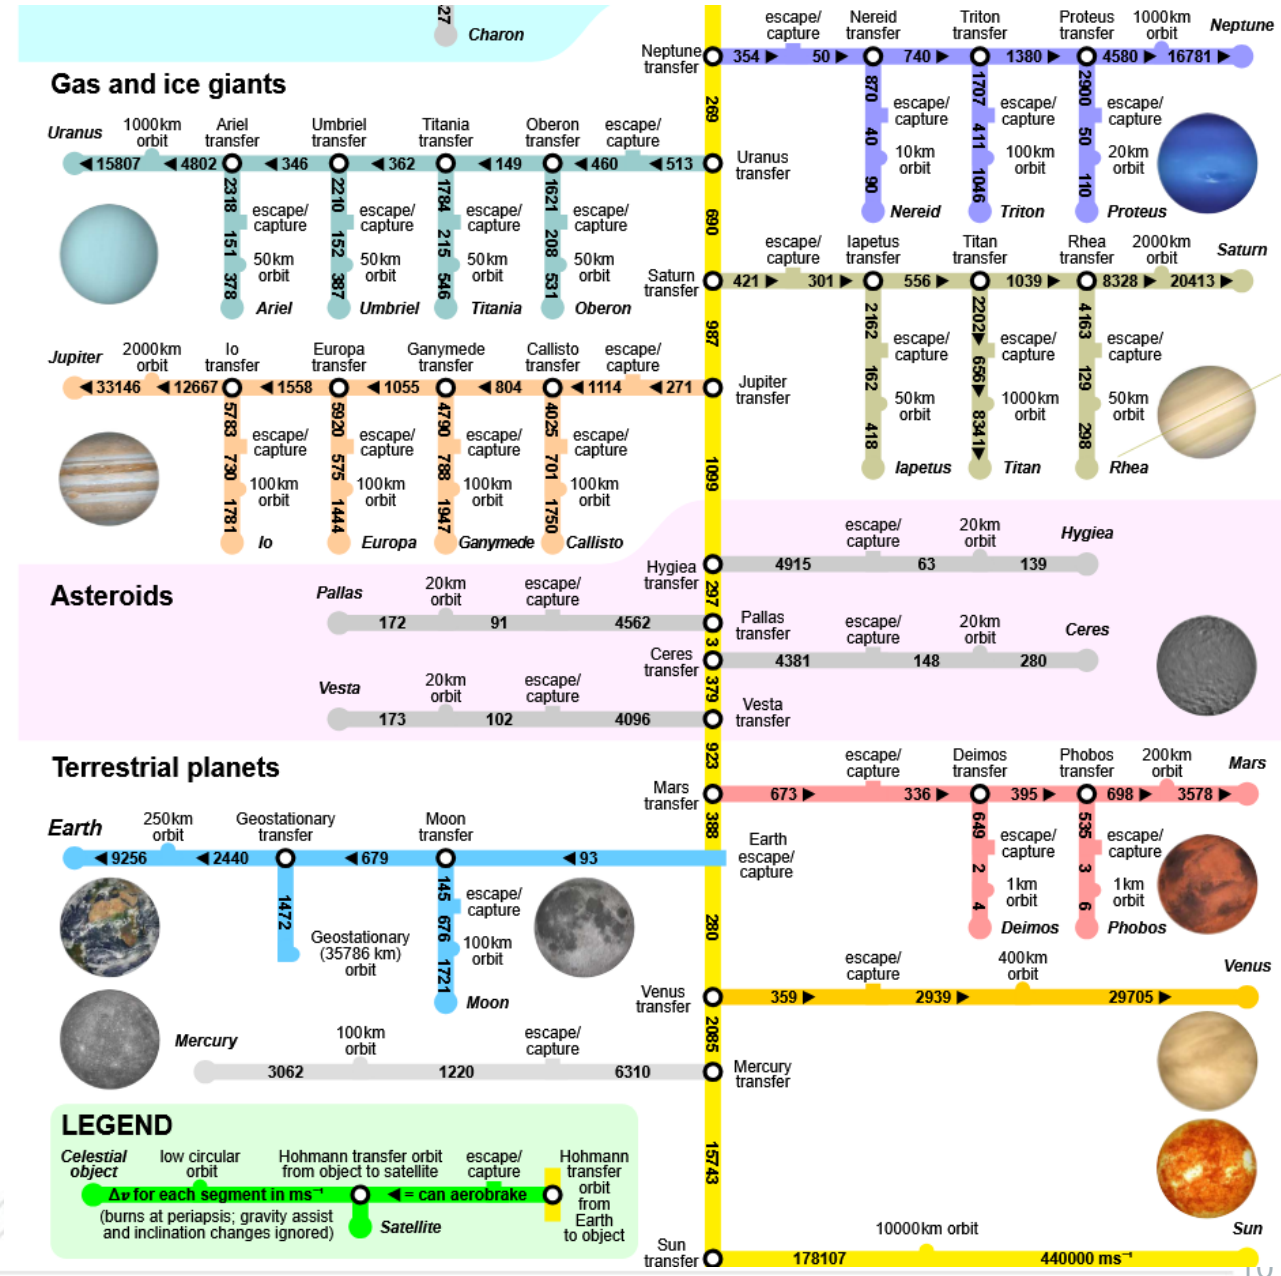 27
Charon
Gas and ice giants
Neptune
transfer
354
escape/
capture
50
Nereid
transfer
740
Triton
transfer
1380
Proteus
transfer
4580
1000km
orbit
16781
Neptune
870
escape/
capture
40
10km
orbit
90
Nereid
1707
escape/
capture
411
100km
orbit
1046
Triton
2900
escape/
capture
50
20km
orbit
110
Proteus
269
Uranus
1000km
orbit
Ariel
transfer
Umbriel
transfer
Titania
transfer
Oberon
transfer
escape/
capture
15807
4802
346
362
149
460
513
Uranus
transfer
2318
escape/
capture
151
50km
orbit
378
Ariel
2210
escape/
capture
152
50km
orbit
387
Umbriel
1784
escape/
capture
215
50km
orbit
546
Titania
1621
escape/
capture
208
50km
orbit
531
Oberon
690
Saturn
transfer
421
escape/
capture
301
Iapetus
transfer
556
Titan
transfer
1039
Rhea
transfer
8328
2000km
orbit
20413
Saturn
2162
escape/
capture
162
50km
orbit
418
Iapetus
2202
escape/
capture
656
1000km
orbit
8341
Titan
4163
escape/
capture
129
50km
orbit
298
Rhea
987
Jupiter
2000km
orbit
Io
transfer
Europa
transfer
Ganymede
transfer
Callisto
transfer
escape/
capture
33146
12667
1558
1055
804
1114
271
Jupiter
transfer
5783
escape/
capture
730
100km
orbit
1781
Io
5920
escape/
capture
575
100km
orbit
1444
Europa
4790
escape/
capture
788
100km
orbit
1947
Ganymede
4025
escape/
capture
701
100km
orbit
1750
Callisto
1099
Asteroids
Hygiea
transfer
4915
escape/
capture
63
20km
orbit
139
Hygiea
297
Pallas
20km
orbit
escape/
capture
172
91
4562
Pallas
transfer
3
Ceres
transfer
4381
escape/
capture
148
20km
orbit
280
Ceres
379
Vesta
20km
orbit
escape/
capture
173
102
4096
Vesta
transfer
923
Terrestrial planets
Mars
transfer
673
escape/
capture
336
Deimos
transfer
395
Phobos
transfer
698
200km
orbit
3578
Mars
649
escape/
capture
2
1km
orbit
4
Deimos
535
escape/
capture
3
1km
orbit
6
Phobos
388
Earth
250km
orbit
Geostationary
transfer
Moon
transfer
9256
2440
679
93
Earth
escape/
capture
1472
Geostationary
(35786 km)
orbit
145
escape/
capture
676
100km
orbit
1721
Moon
280
Venus
transfer
359
escape/
capture
2939
400km
orbit
29705
Venus
2085
Mercury
100km
orbit
escape/
capture
3062
1220
6310
Mercury
transfer
15743
LEGEND
Celestial
object
low circular
orbit
Hohmann transfer orbit
from object to satellite
escape/
capture
Hohmann
transfer
orbit
from
Earth
to object
Δv for each segment in ms⁻¹
◄ = can aerobrake
(burns at periapsis; gravity assist
and inclination changes ignored)
Satellite
Sun
transfer
178107
10000km orbit
440000 ms⁻¹
Sun